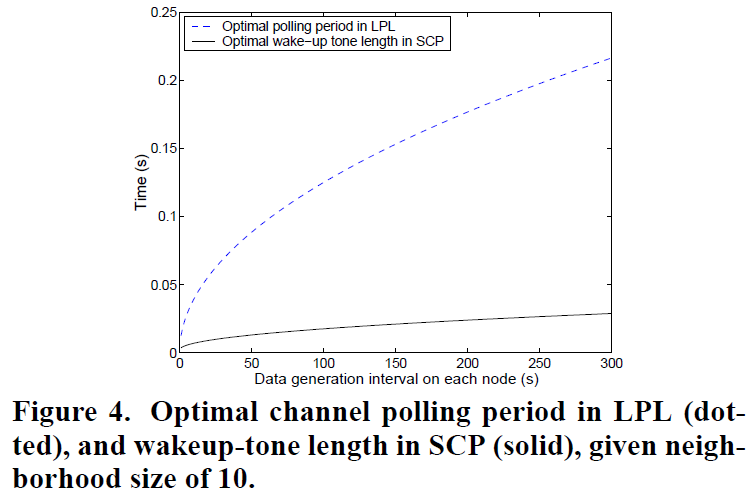 0.25
Optimal polling period in LPL
Optimal wake−up tone length in SCP
0.2
0.15
Time (s)
0.1
0.05
0
0 50 100 150 200 250 300
Data generation interval on each node (s)
Figure 4. Optimal channel polling period in LPL (dot-
ted), and wakeup-tone length in SCP (solid), given neigh-
borhood size of 10.